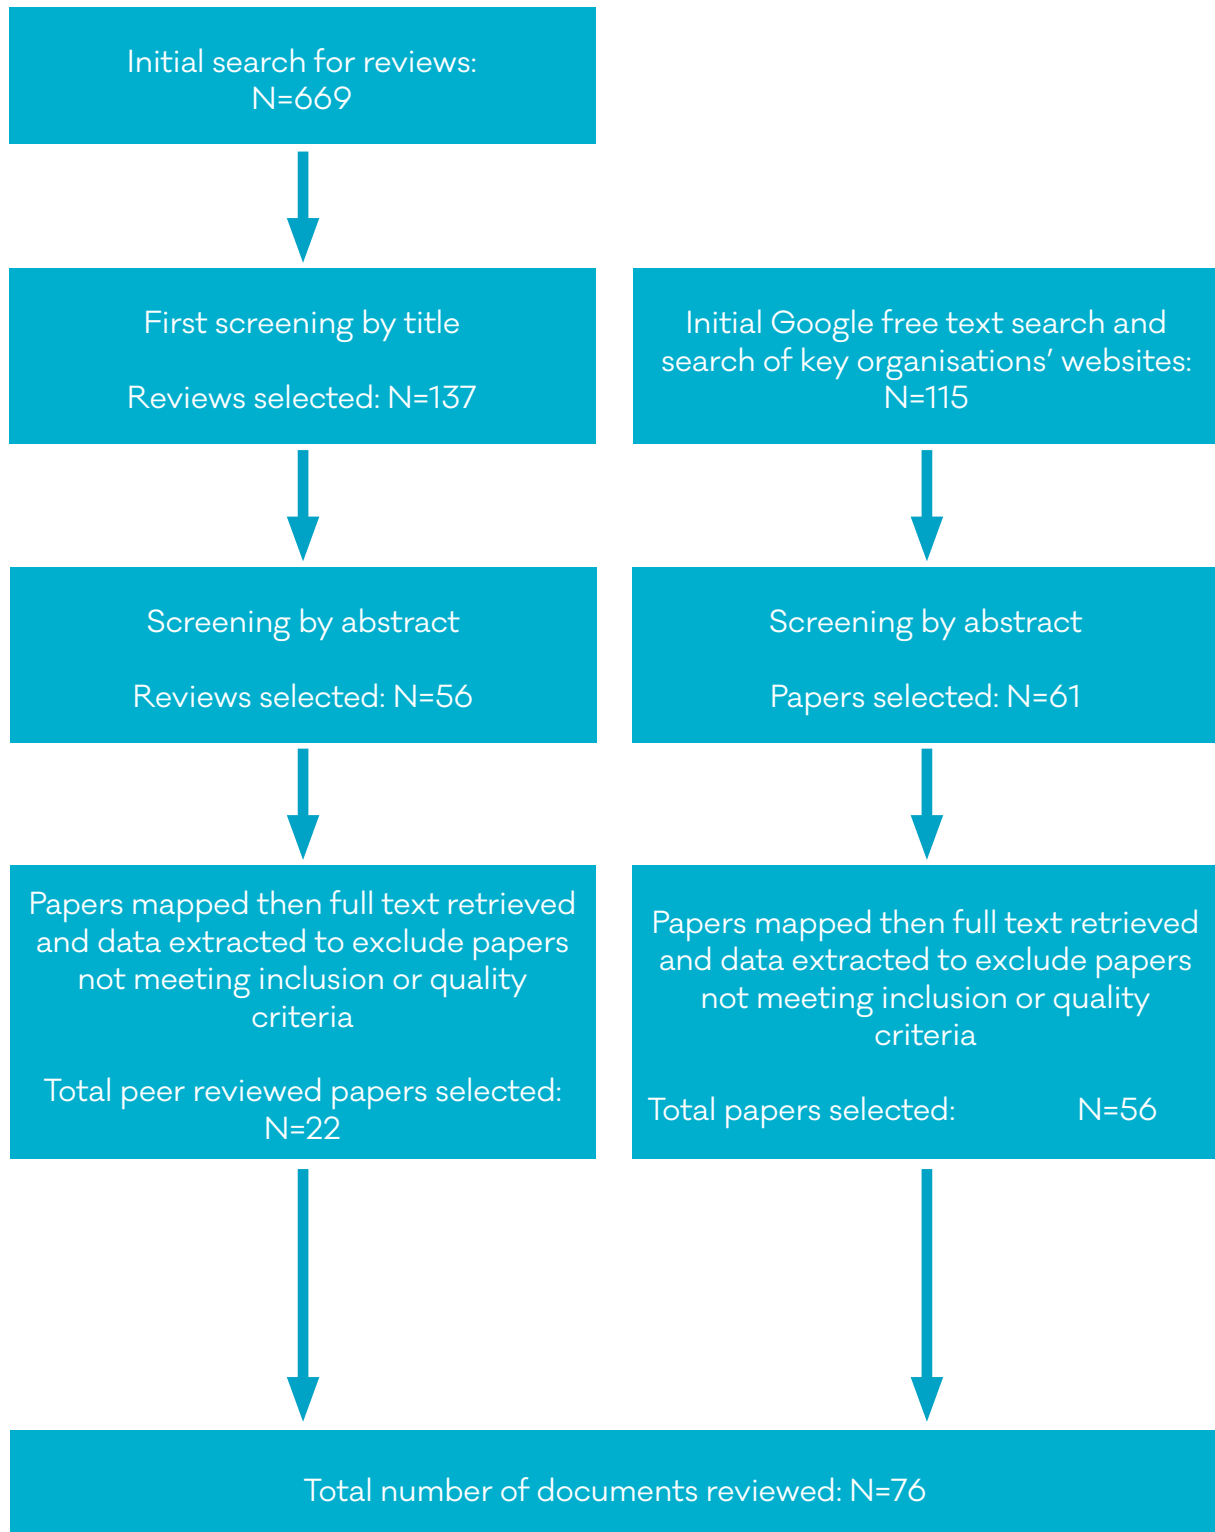 Initial search for reviews:
N=669
First screening by title
Reviews selected: N=137
Initial Google free text search and
search of key organisations’ websites:
N=115
Screening by abstract
Reviews selected: N=56
Screening by abstract
Papers selected: N=61
Papers mapped then full text retrieved
and data extracted to exclude papers
not meeting inclusion or quality
criteria
Total peer reviewed papers selected:
N=22
Papers mapped then full text retrieved
and data extracted to exclude papers
not meeting inclusion or quality
criteria
Total papers selected: N=56
Total number of documents reviewed: N=76